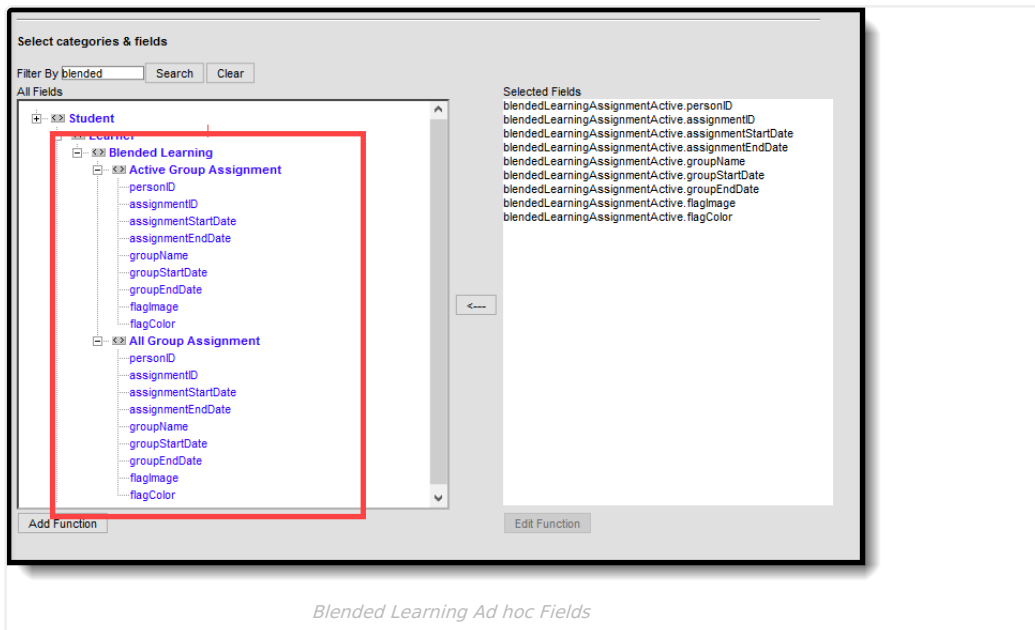 Select categories & fields
Filter By blended Search Clear
All Fields
Student
Learner
Blended Learning
Active Group Assignment
personID
assignmentID
assignmentStartDate
assignmentEndDate
groupName
groupStartDate
groupEndDate
flagImage
flagColor
All Group Assignment
personID
assignmentID
assignmentStartDate
assignmentEndDate
groupName
groupStartDate
groupEndDate
flagImage
flagColor
Add Function
<---
Selected Fields
blendedLearningAssignmentActive.personID
blendedLearningAssignmentActive.assignmentID
blendedLearningAssignmentActive.assignmentStartDate
blendedLearningAssignmentActive.assignmentEndDate
blendedLearningAssignmentActive.groupName
blendedLearningAssignmentActive.groupStartDate
blendedLearningAssignmentActive.groupEndDate
blendedLearningAssignmentActive.flagImage
blendedLearningAssignmentActive.flagColor
Edit Function
Blended Learning Ad hoc Fields